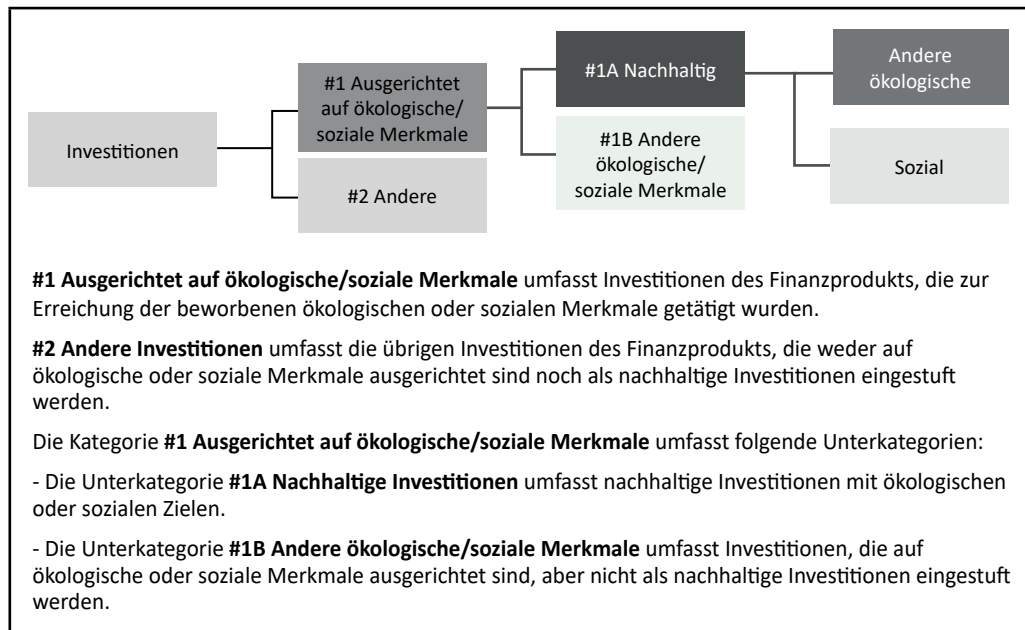 Investitionen
#1 Ausgerichtet
auf ökologische/
soziale Merkmale
#2 Andere
#1A Nachhaltig
#1B Andere
ökologische/
soziale Merkmale
Andere
ökologische
Sozial
#1 Ausgerichtet auf ökologische/soziale Merkmale umfasst Investitionen des Finanzprodukts, die zur
Erreichung der beworbenen ökologischen oder sozialen Merkmale getätigt wurden.
#2 Andere Investitionen umfasst die übrigen Investitionen des Finanzprodukts, die weder auf
ökologische oder soziale Merkmale ausgerichtet sind noch als nachhaltige Investitionen eingestuft
werden.
Die Kategorie #1 Ausgerichtet auf ökologische/soziale Merkmale umfasst folgende Unterkategorien:
- Die Unterkategorie #1A Nachhaltige Investitionen umfasst nachhaltige Investitionen mit ökologischen
oder sozialen Zielen.
- Die Unterkategorie #1B Andere ökologische/soziale Merkmale umfasst Investitionen, die auf
ökologische oder soziale Merkmale ausgerichtet sind, aber nicht als nachhaltige Investitionen eingestuft
werden.